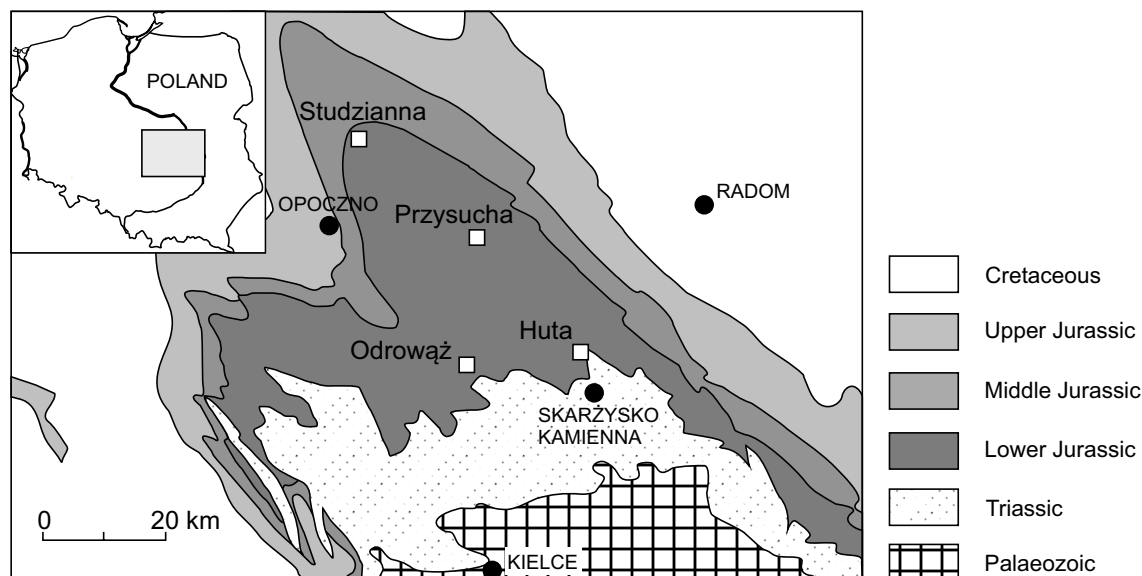 POLAND
Studzianna
OPOCZNO
RADOM
Przysucha
Huta
Odrowąż
SKARŻYSKO
KAMIENNA
0 20 km
KIELCE
Cretaceous
Upper Jurassic
Middle Jurassic
Lower Jurassic
Triassic
Palaeozoic